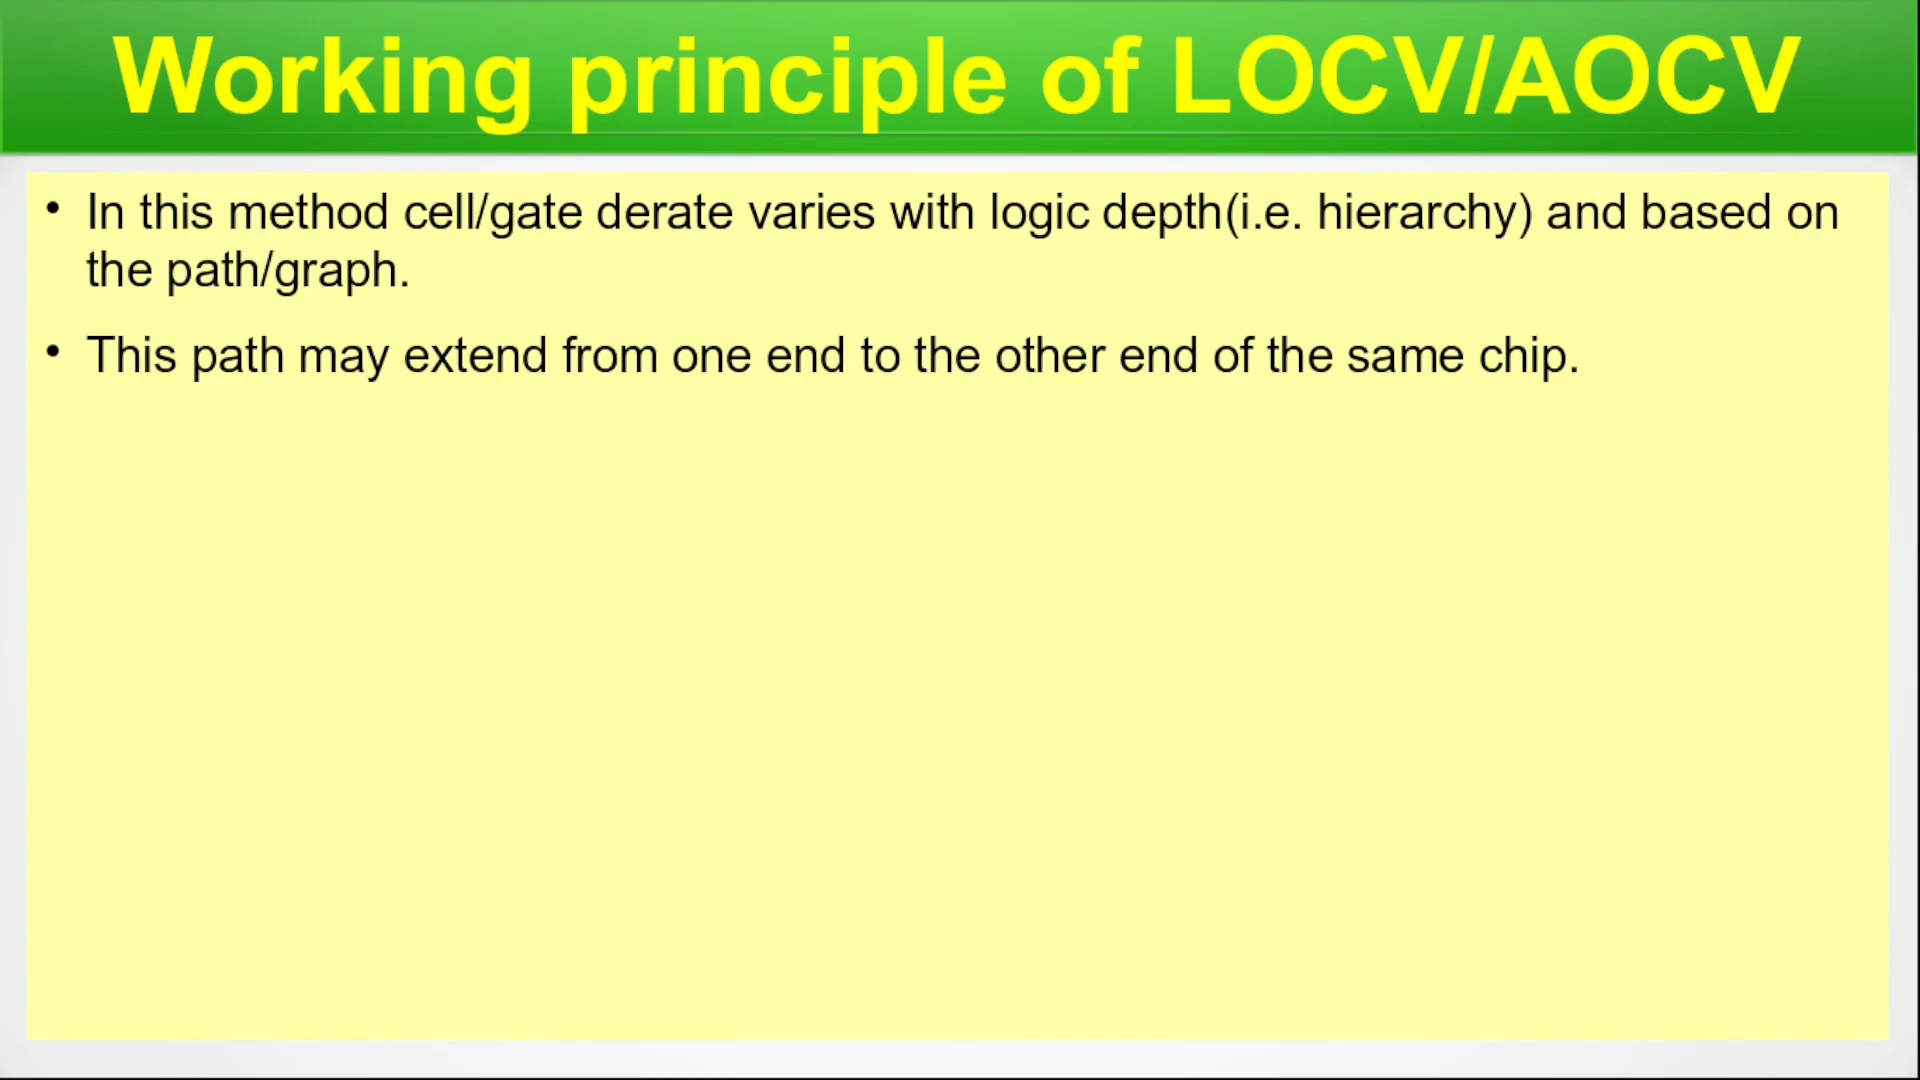 Working principle of LOCV/AOCV
• In this method cell/gate derate varies with logic depth(i.e. hierarchy) and based on
the path/graph.
• This path may extend from one end to the other end of the same chip.